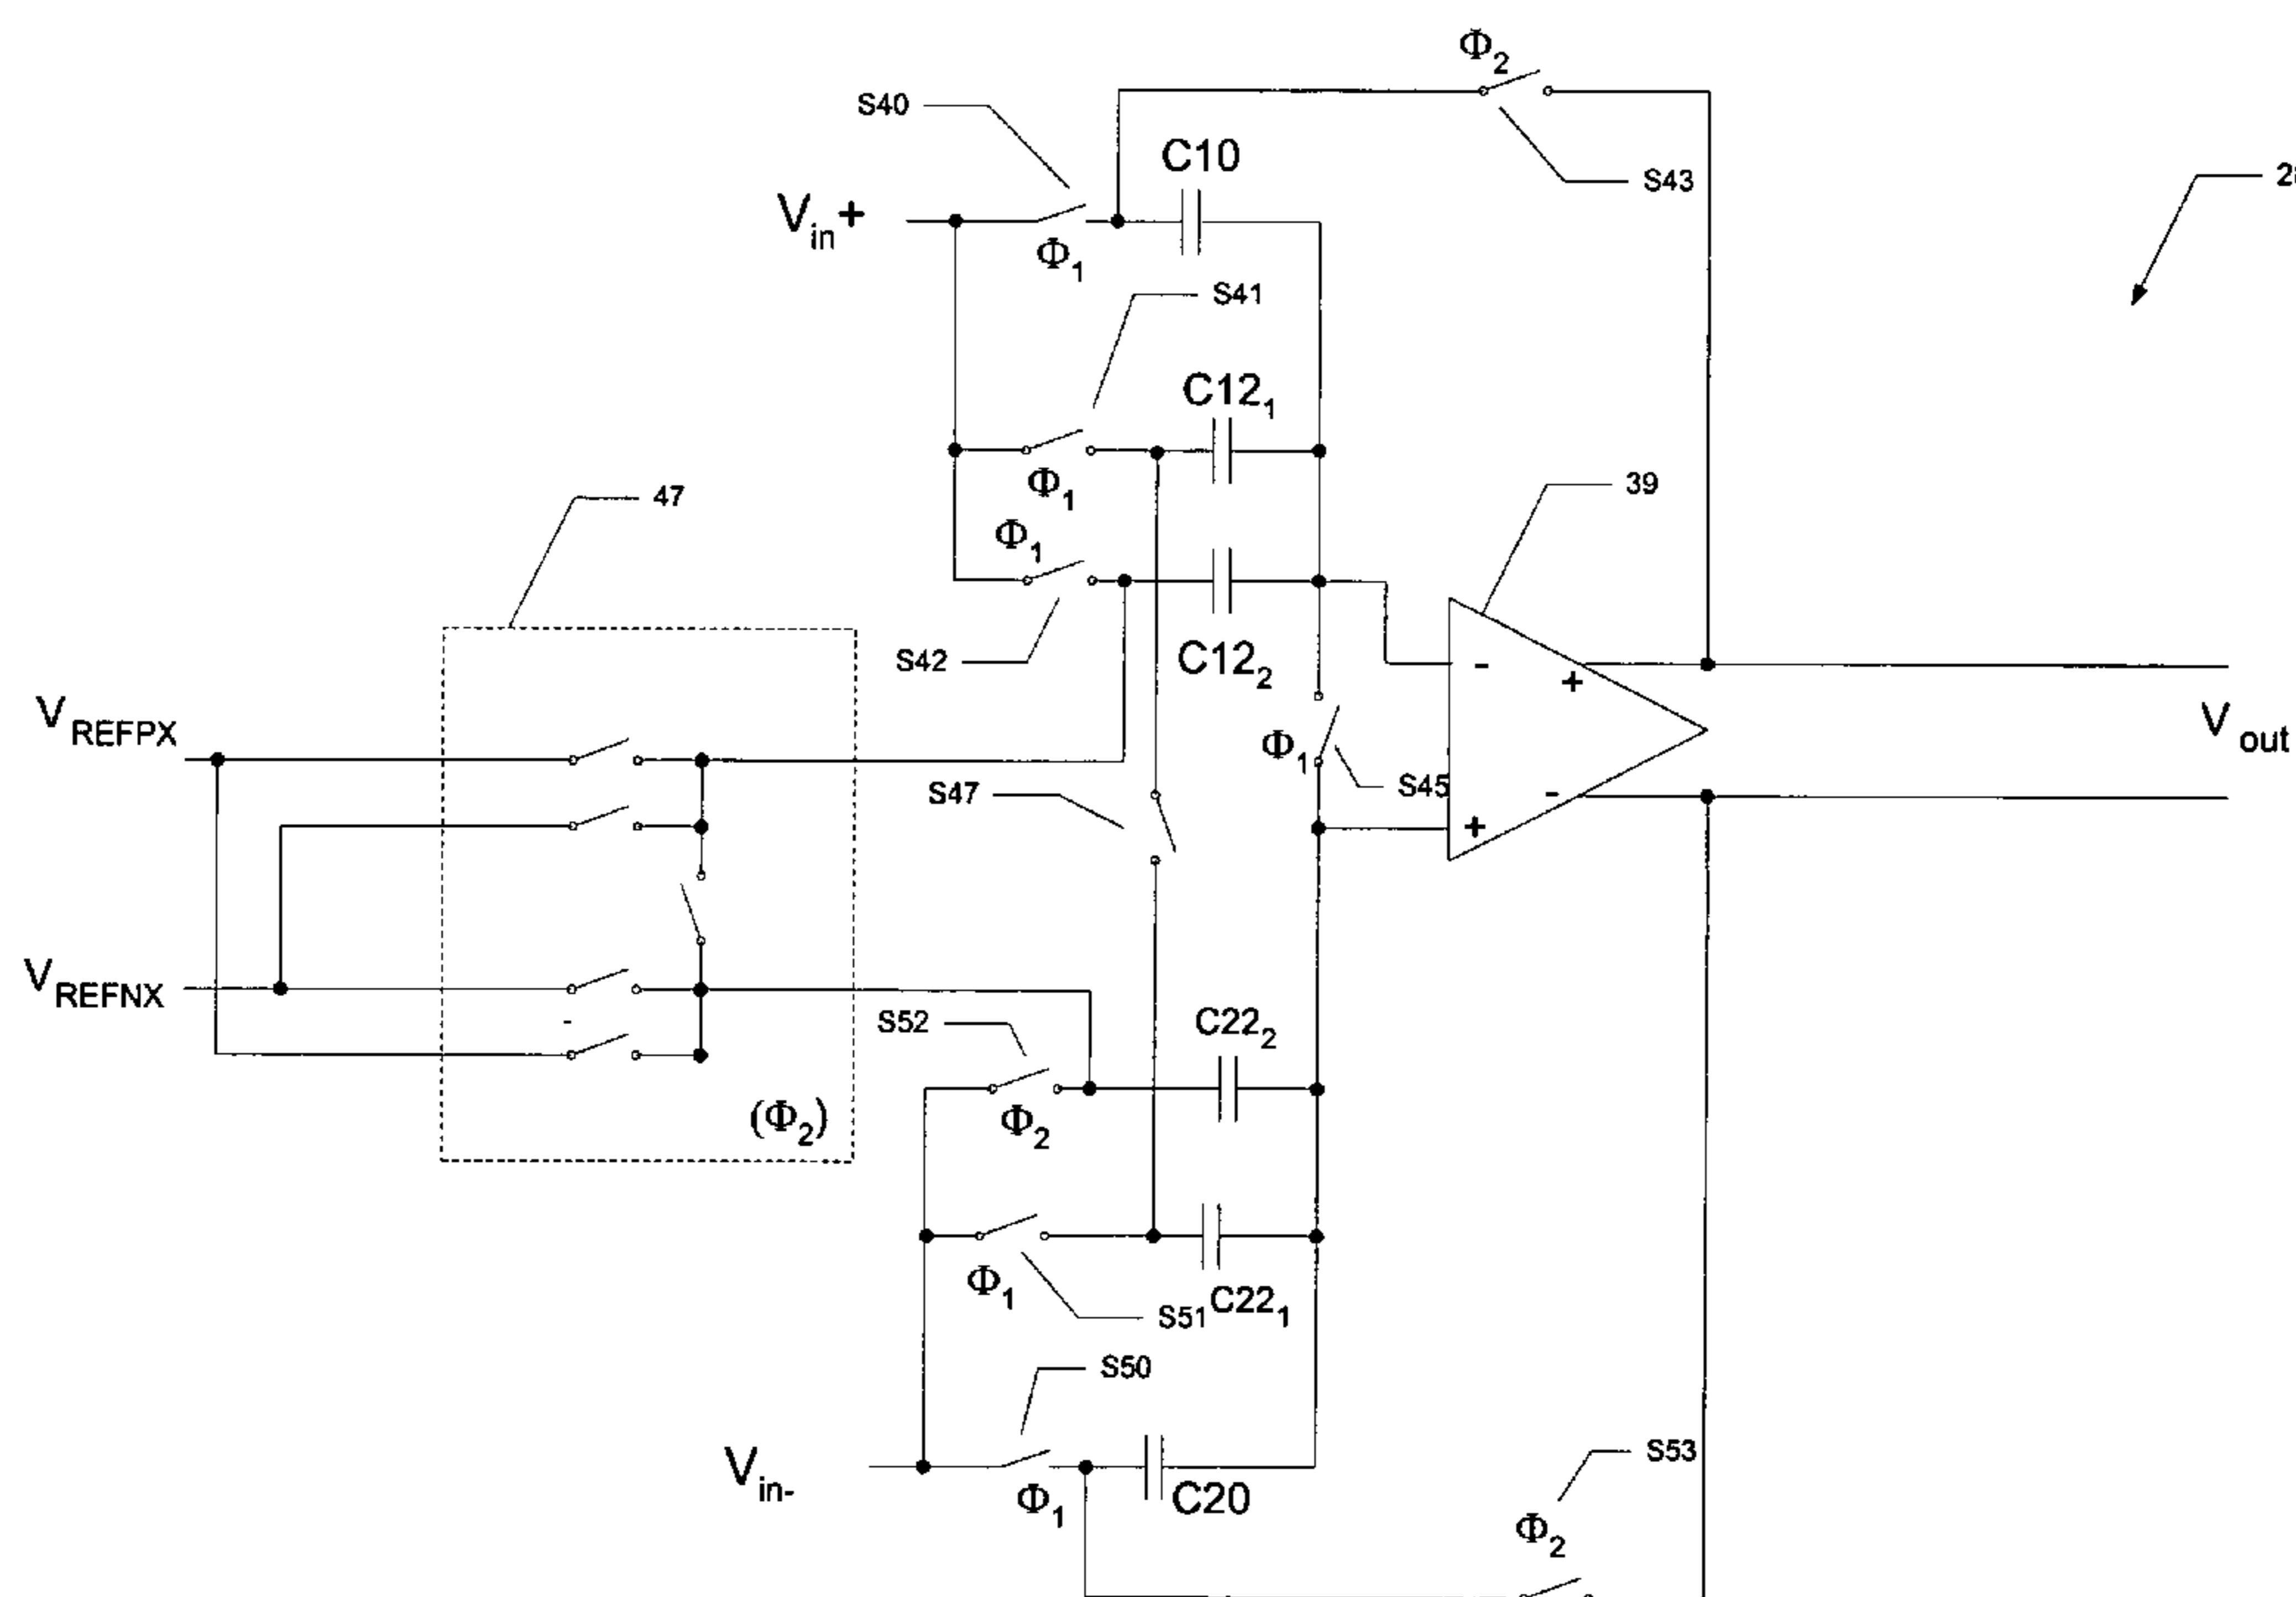 Φ2
S40
C10
S43
Vin+
Φ1
S41
C121
Φ1
47
39
Φ1
S42
C122
VREFPX
-
+
Vout
Φ1
S47
S45
-
+
VREFNX
-
S52
C222
(Φ2)
Φ2
Φ1
S51
C221
S50
S53
Vin-
Φ1
C20
Φ2